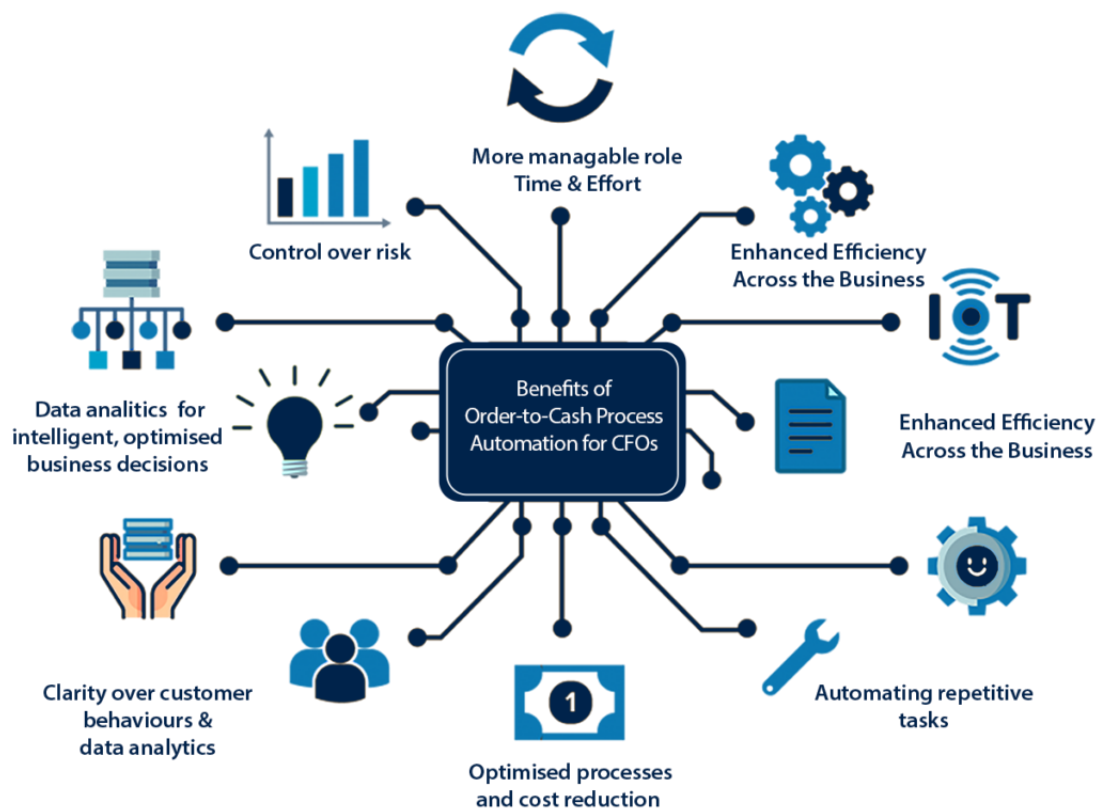 More managable role
Time & Effort
Control over risk
Enhanced Efficiency
Across the Business
IOT
Data analitics for
intelligent, optimised
business decisions
Benefits of
Order-to-Cash Process
Automation for CFOs
Enhanced Efficiency
Across the Business
Clarity over customer
behaviours &
data analytics
1
Automating repetitive
tasks
Optimised processes
and cost reduction